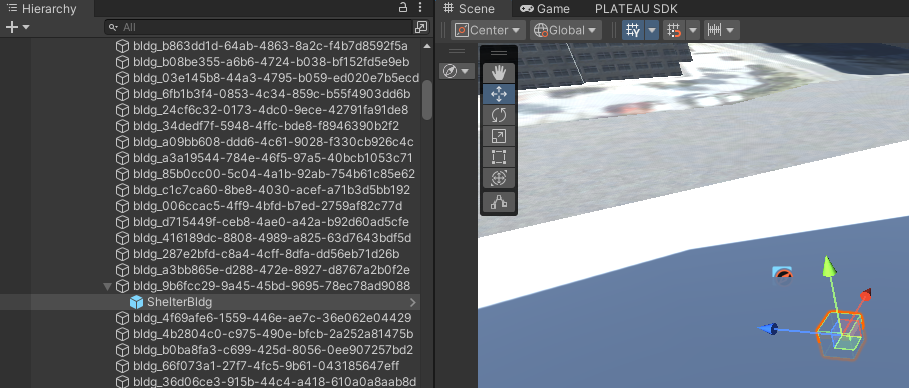 Hierarchy
All
bldg_b863dd1d-64ab-4863-8a2c-f4b7d8592f5a
bldg_b08be355-a6b6-4724-b038-bf152fd5e9eb
bldg_03e145b8-44a3-4795-b059-ed020e7b5ecd
bldg_6fb1b3f4-0853-4c34-859c-b55f4903dd6b
bldg_24cf6c32-0173-4dc0-9ece-42791fa91de8
bldg_34dedf7f-5948-4ffc-bde8-f8946390b2f2
bldg_a09bb608-ddd6-4c61-9028-f330cb926c4c
bldg_a3a19544-784e-46f5-97a5-40bcb1053c71
bldg_85b0cc00-5c04-4a1b-92ab-754b61c85e62
bldg_c1c7ca60-8be8-4030-acef-a71b3d5bb192
bldg_006ccac5-4ff9-4bfd-b7ed-2759af82c77d
bldg_d715449f-ceb8-4ae0-a42a-b92d60ad5cfe
bldg_416189dc-8808-4989-a825-63d7643bdf5d
bldg_287e2bfd-c8a4-4cff-8dfa-dd56eb71d26b
bldg_a3bb865e-d288-472e-8927-d8767a2b0f2e
bldg_9b6fcc29-9a45-45bd-9695-78ec78ad9088
ShelterBldg
bldg_4f69afe6-1559-446e-ae7c-36e062e04429
bldg_4b2804c0-c975-490e-bfcb-2a252a81475b
bldg_b0ba8fa3-c699-425d-8056-0ee907257bd2
bldg_66f073a1-27f7-4fc5-9b61-043185647eff
bldg_36d06ce3-915b-44c4-a418-610a0a8aab8d
Scene
Game
PLATEAU SDK
Center
Global